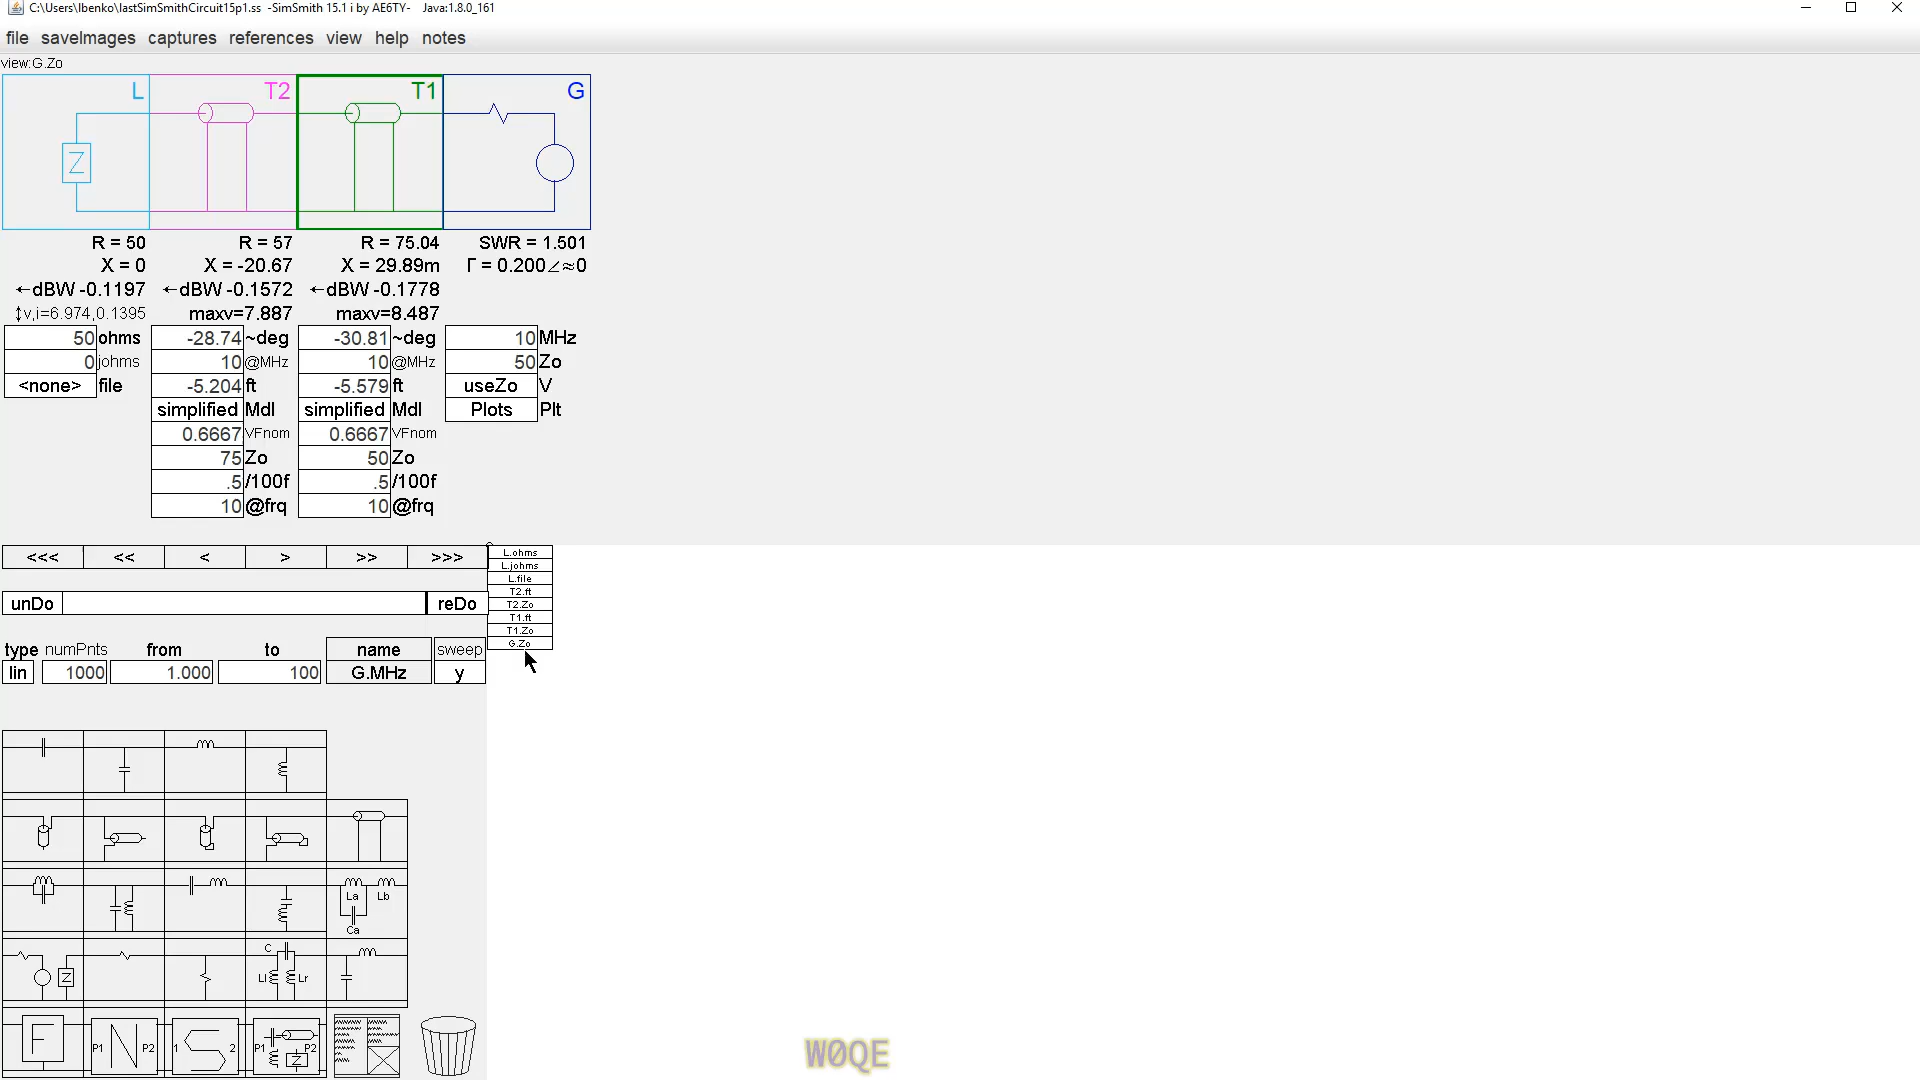 C:\Users\lbenko\lastSimSmithCircuit15p1.ss -SimSmith 15.1 i by AE6TY- Java:1.8.0_161
file saveImages captures references view help notes
view:G.Zo
L T2 T1 G
Z
R = 50 R = 57 R = 75.04 SWR = 1.501
X = 0 X = -20.67 X = 29.89m Γ = 0.200∠≈0
←dBW -0.1197 ←dBW -0.1572 ←dBW -0.1778
↕v,i=6.974,0.1395 maxv=7.887 maxv=8.487
50 ohms -28.74 ~deg -30.81 ~deg 10 MHz
0 johms 10 @MHz 10 @MHz 50 Zo
<none> file -5.204 ft -5.579 ft useZo V
simplified Mdl simplified Mdl Plots Plt
0.6667 VFnom 0.6667 VFnom
75 Zo 50 Zo
.5 /100f .5 /100f
10 @frq 10 @frq
<<< << < > >> >>>
L.ohms
L.johms
L.file
T2.ft
T2.Zo
T1.ft
T1.Zo
G.Zo
unDo reDo
type numPnts from to name sweep
lin 1000 1.000 100 G.MHz y
La Lb
Ca
C
Z Ll Lr
F P1 N P2 1 S 2 P1 Z P2
W0QE